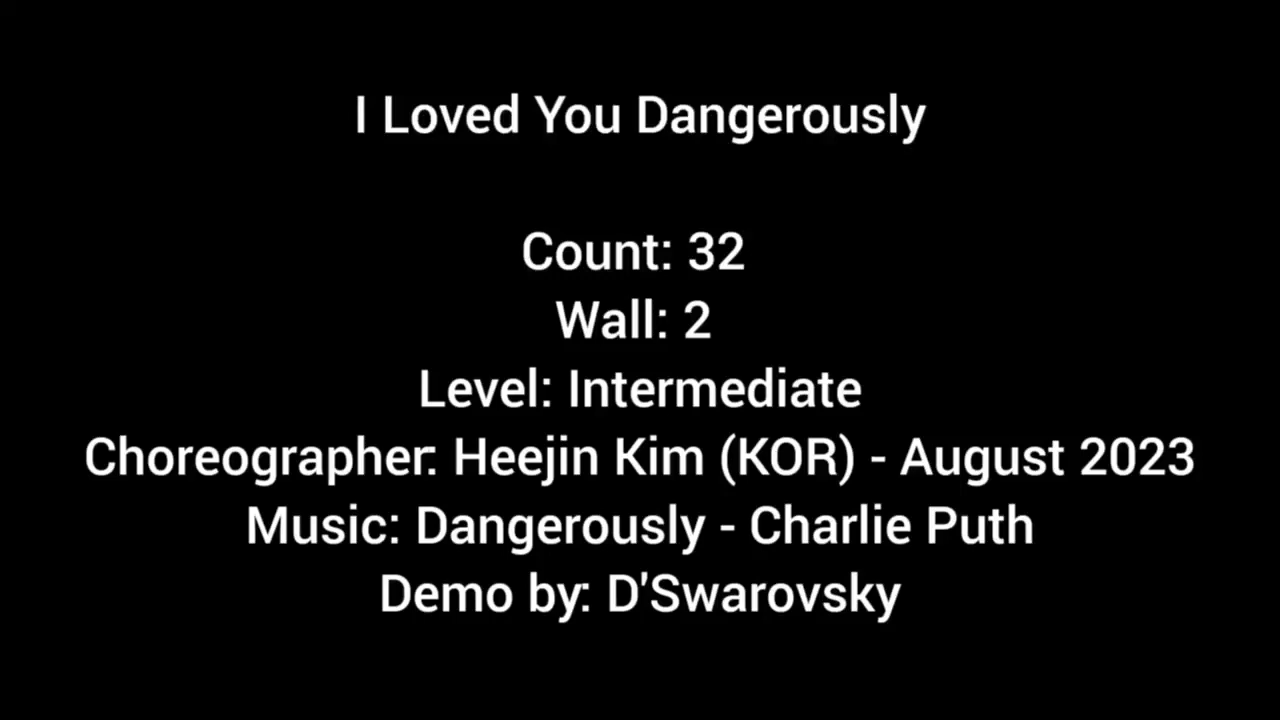 I Loved You Dangerously
Count: 32
Wall: 2
Level: Intermediate
Choreographer: Heejin Kim (KOR) - August 2023
Music: Dangerously - Charlie Puth
Demo by: D'Swarovsky